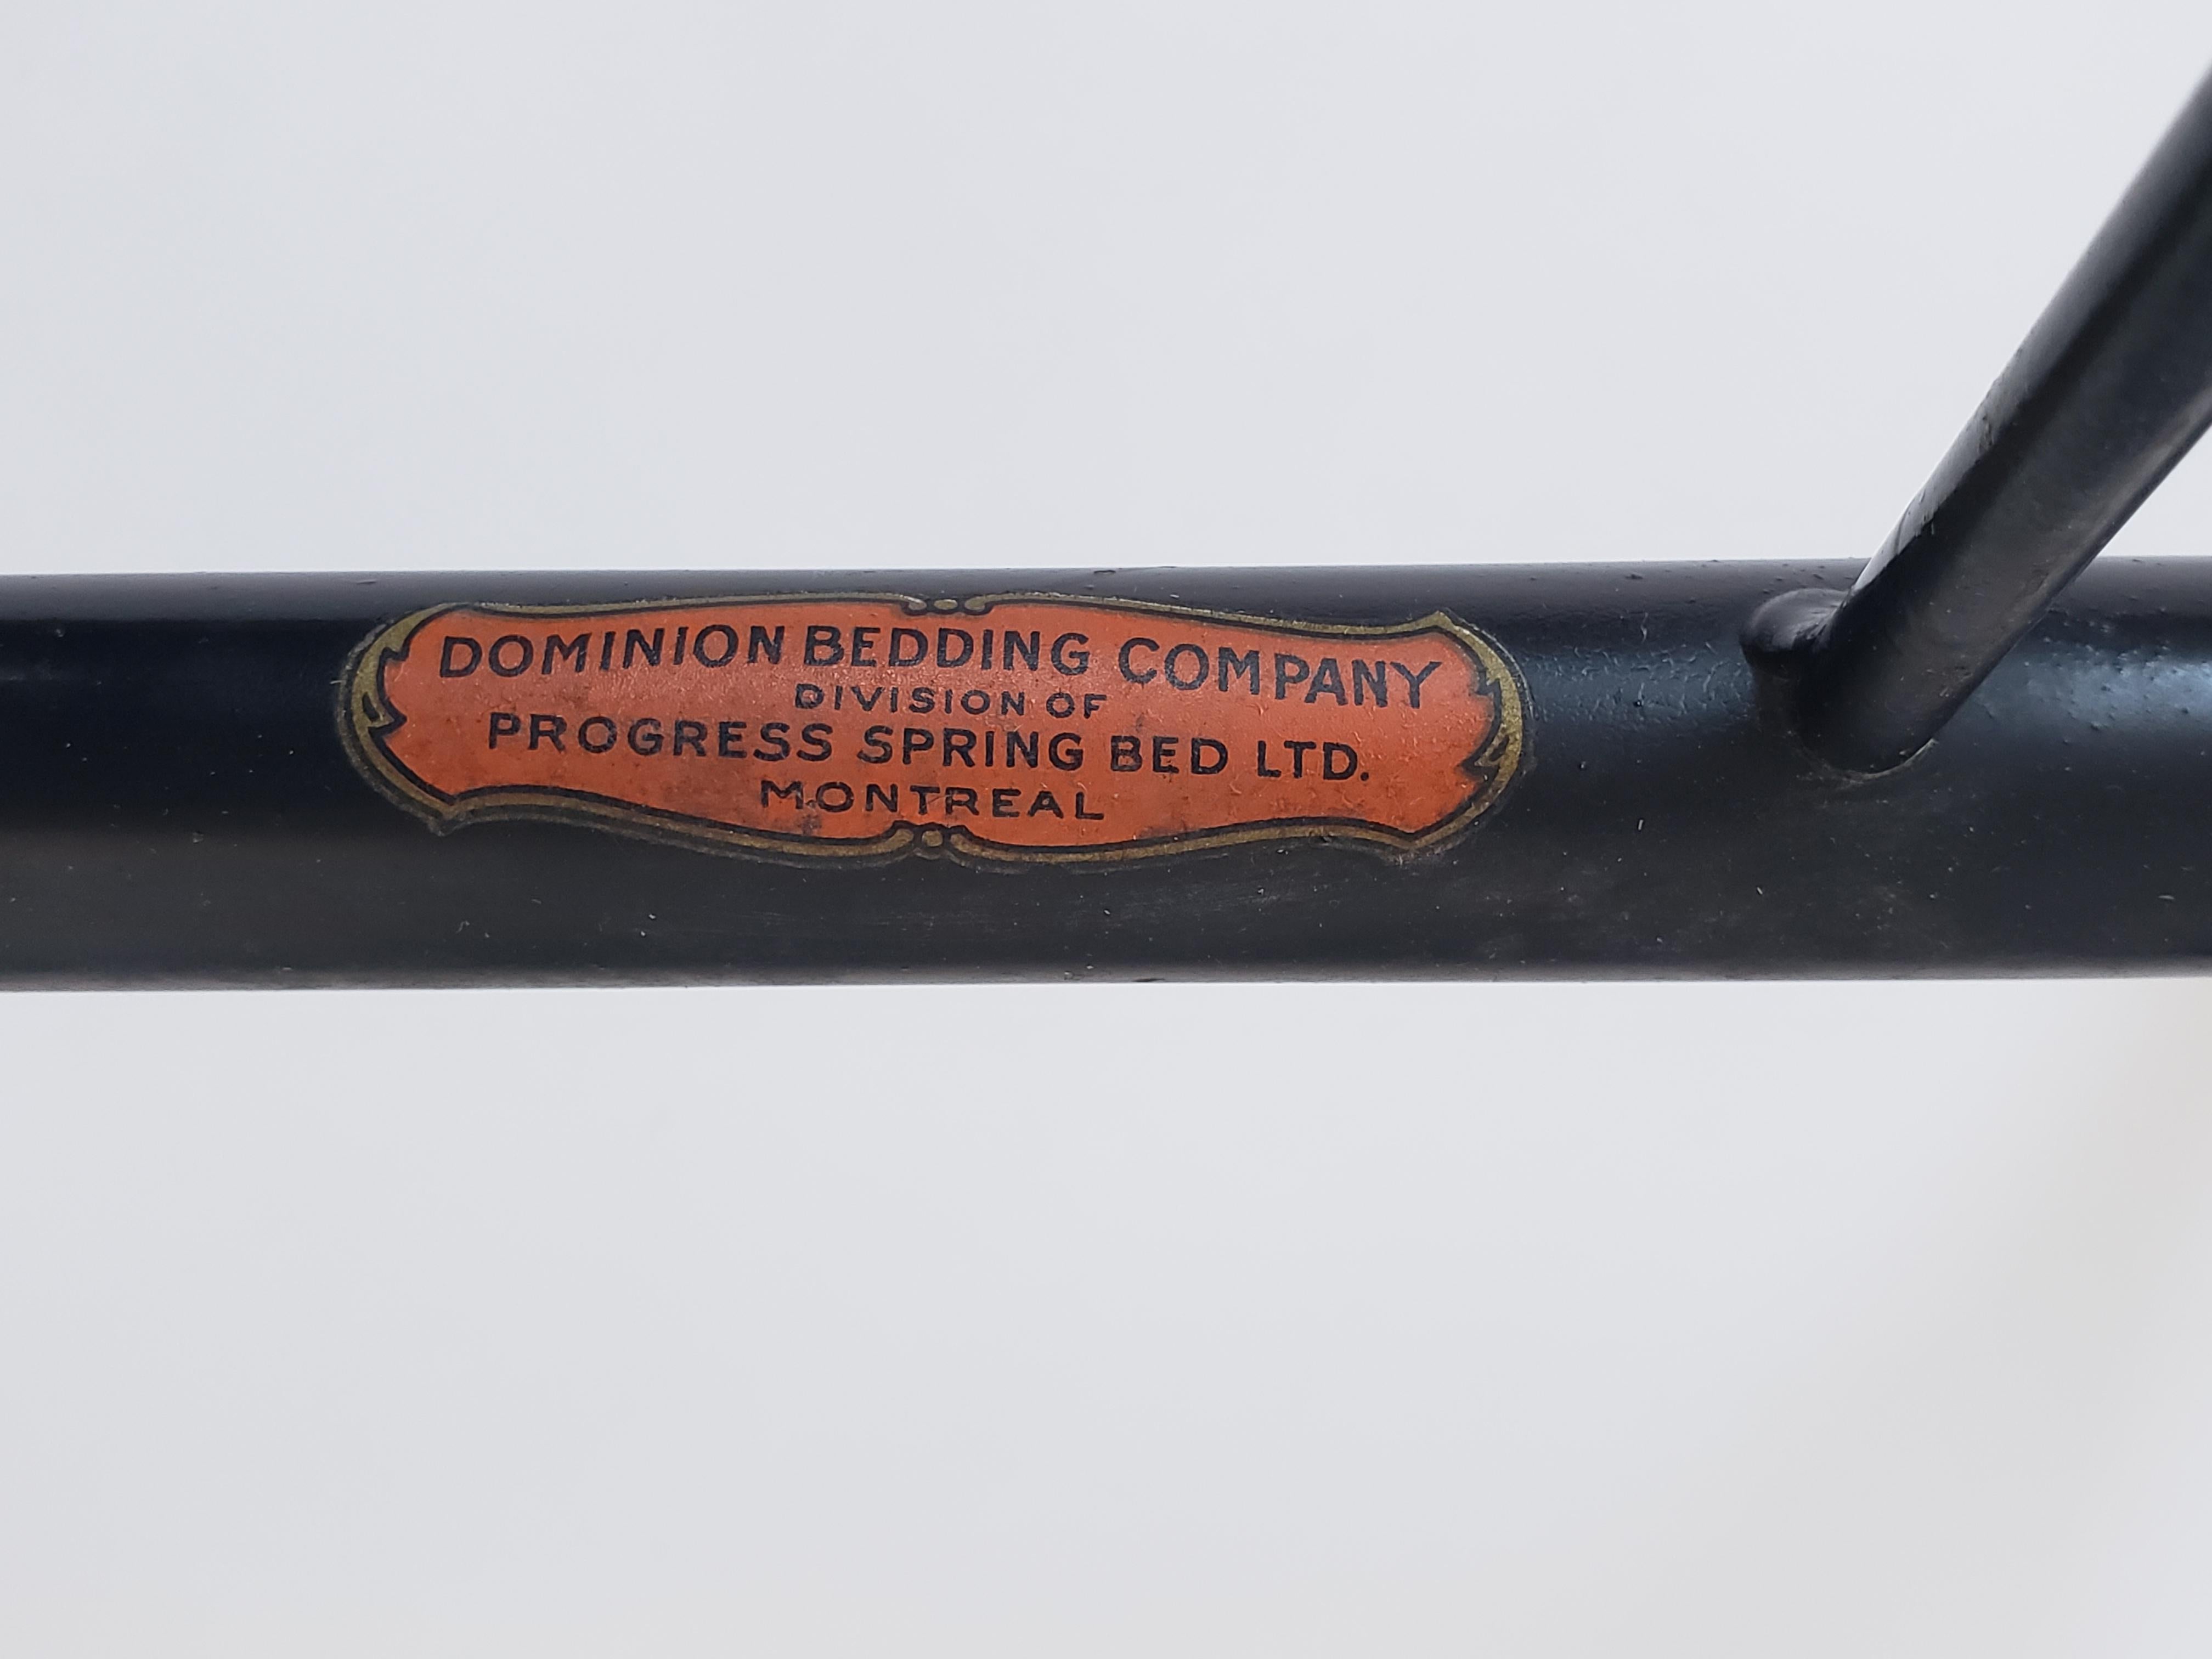 DOMINION BEDDING COMPANY
DIVISION OF
PROGRESS SPRING BED LTD.
MONTREAL